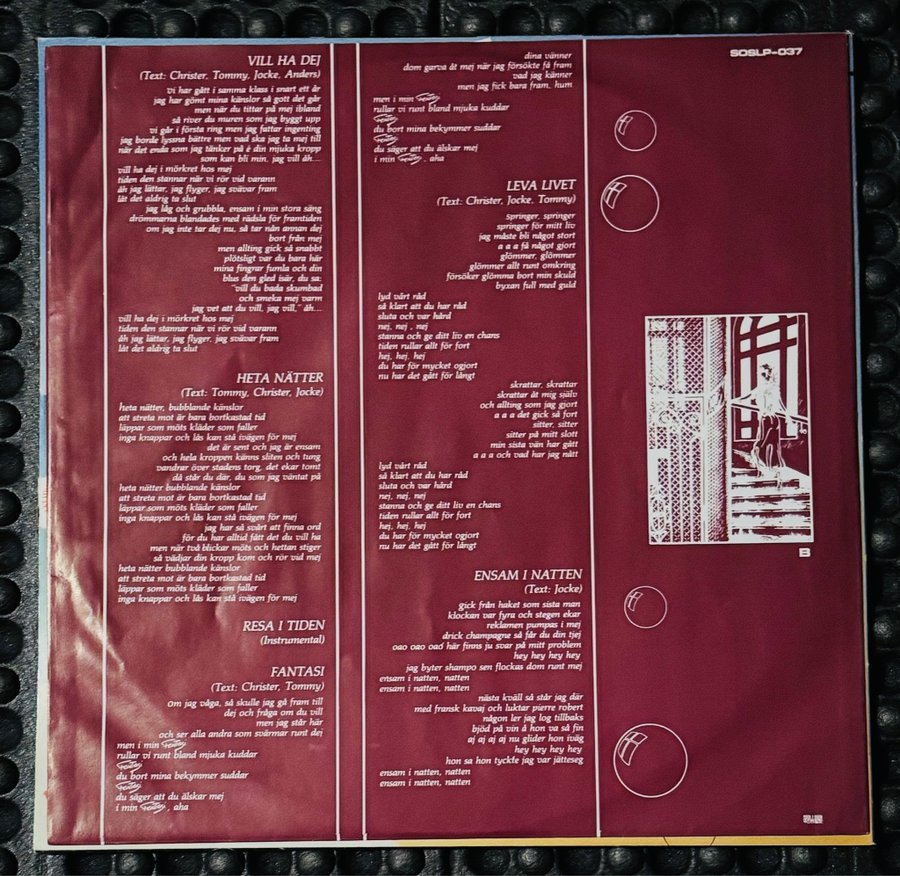 VILL HA DEJ
(Text: Christer, Tommy, Jocke, Anders)
vi har gått i samma klass i snart ett år
jag har gömt mina känslor så gott det går
men när du tittar på mej ibland
så river du muren som jag byggt upp
vi går i första ring men jag fattar ingenting
jag borde lyssna bättre men vad ska jag ta mej till
när det enda som jag tänker på é din mjuka kropp
som kan bli min, jag vill åh...
vill ha dej i mörkret hos mej
tiden den stannar när vi rör vid varann
åh jag lättar, jag flyger, jag svävar fram
låt det aldrig ta slut
jag låg och grubbla, ensam i min stora säng
drömmarna blandades med rädsla för framtiden
om jag inte tar dej nu, så tar nån annan dej
bort från mej
men allting gick så snabbt
plötsligt var du bara här
mina fingrar fumla och din
blus den gled isär, du sa:
"vill du bada skumbad
och smeka mej varm
jag vet att du vill, jag vill," åh...
vill ha dej i mörkret hos mej
tiden den stannar när vi rör vid varann
åh jag lättar, jag flyger, jag svävar fram
låt det aldrig ta slut
HETA NÄTTER
(Text: Tommy, Christer, Jocke)
heta nätter, bubblande känslor
att streta mot är bara bortkastad tid
läppar som möts kläder som faller
inga knappar och lås kan stå ivägen för mej
det är sent och jag är ensam
och hela kroppen känns sliten och tung
vandrar över stadens torg, det ekar tomt
då står du där, du som jag väntat på
heta nätter bubblande känslor
att streta mot är bara bortkastad tid
läppar som möts kläder som faller
inga knappar och lås kan stå ivägen för mej
jag har så svårt att finna ord
för du har alltid fått det du vill ha
men när två blickar möts och hettan stiger
så vädjar din kropp kom och rör vid mej
heta nätter bubblande känslor
att streta mot är bara bortkastad tid
läppar som möts kläder som faller
inga knappar och lås kan stå ivägen för mej
RESA I TIDEN
(Instrumental)
FANTASI
(Text: Christer, Tommy)
om jag våga, så skulle jag gå fram till
dej och fråga om du vill
men jag står här
och ser alla andra som svärmar runt dej
men i min Fantasi
rullar vi runt bland mjuka kuddar
Fantasi
du bort mina bekymmer suddar
Fantasi
du säger att du älskar mej
i min Fantasi, aha
dina vänner
dom garva åt mej när jag försökte få fram
vad jag känner
men jag fick bara fram, hum
men i min Fantasi
rullar vi runt bland mjuka kuddar
Fantasi
du bort mina bekymmer suddar
Fantasi
du säger att du älskar mej
i min Fantasi, aha
LEVA LIVET
(Text: Christer, Jocke, Tommy)
springer, springer
springer för mitt liv
jag måste bli något stort
a a a få något gjort
glömmer, glömmer
glömmer allt runt omkring
försöker glömma bort min skuld
byxan full med guld
lyd vårt råd
så klart att du har råd
sluta och var hård
nej, nej , nej
stanna och ge ditt liv en chans
tiden rullar allt för fort
hej, hej, hej
du har för mycket ogjort
nu har det gått för långt
skrattar, skrattar
skrattar åt mig själv
och allting som jag gjort
a a a det gick så fort
sitter, sitter
sitter på mitt slott
min sista vän har gått
a a a och vad har jag nått
lyd vårt råd
så klart att du har råd
sluta och var hård
nej, nej, nej
stanna och ge ditt liv en chans
tiden rullar allt för fort
hej, hej, hej
du har för mycket ogjort
nu har det gått för långt
ENSAM I NATTEN
(Text: Jocke)
gick från haket som sista man
klockan var fyra och stegen ekar
reklamen pumpas i mej
drick champagne så får du din tjej
oao oao oaó här finns ju svar på mitt problem
hey hey hey hey
jag byter shampo sen flockas dom runt mej
ensam i natten, natten
ensam i natten, natten
nästa kväll så står jag där
med fransk kavaj och luktar pierre robert
någon ler jag log tillbaks
bjöd på vin å hon va så fin
aj aj aj aj nu glider hon iväg
hey hey hey hey
hon sa hon tyckte jag var jätteseg
ensam i natten, natten
ensam i natten, natten
SOSLP-037
B